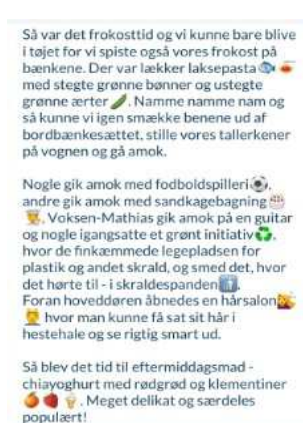 Så var det frokosttid og vi kunne bare blive
i tøjet for vi spiste også vores frokost på
bænkene. Der var lækker laksepasta🐟 🍝
med stegte grønne bønner og ustegte
grønne ærter🫛. Namme namme nam og
så kunne vi igen smække benene ud af
bordbænkesættet, stille vores tallerkener
på vognen og gå amok.

Nogle gik amok med fodboldspilleri⚽,
andre gik amok med sandkagebagning🎂
👨‍🍳. Voksen-Mathias gik amok på en guitar
og nogle igangsatte et grønt initiativ♻️,
hvor de finkæmmede legepladsen for
plastik og andet skrald, og smed det, hvor
det hørte til - i skraldespanden🚮.
Foran hoveddøren åbnedes en hårsalon💇
💆 hvor man kunne få sat sit hår i
hestehale og se rigtig smart ud.

Så blev det tid til eftermiddagsmad -
chiayoghurt med rødgrød og klementiner
🍊🍓🍦. Meget delikat og særdeles
populært!